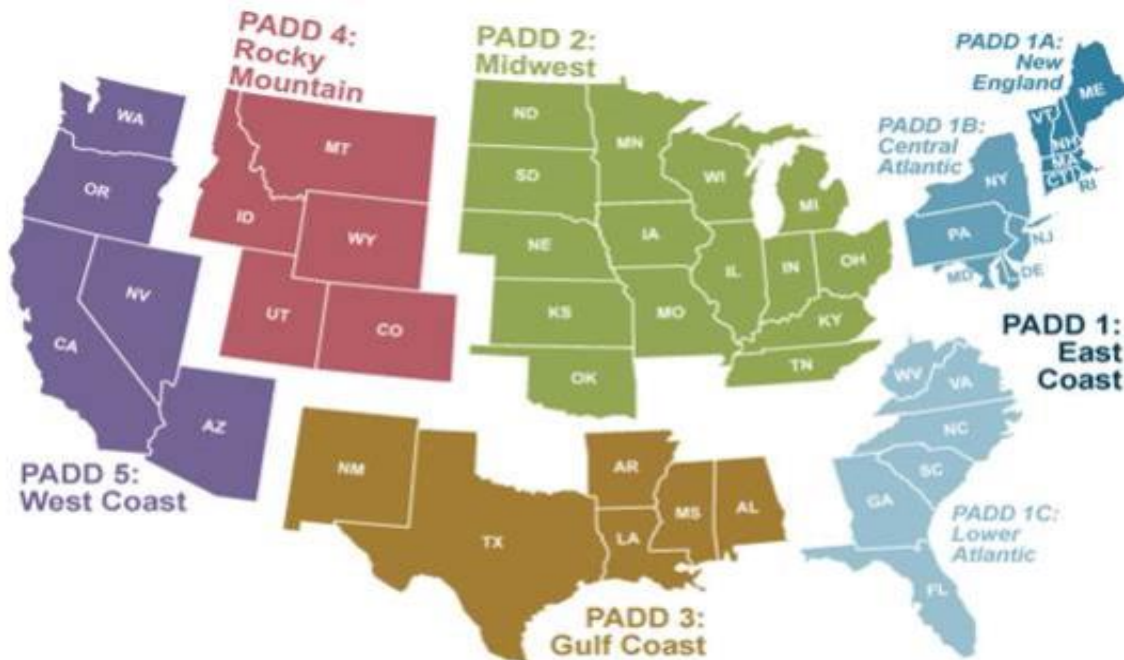 PADD 4:
Rocky
Mountain
PADD 2:
Midwest
PADD 1A:
New
England
PADD 1B:
Central
Atlantic
PADD 1:
East
Coast
PADD 5:
West Coast
PADD 3:
Gulf Coast
PADD 1C:
Lower
Atlantic
WA
OR
CA
NV
AZ
MT
ID
WY
UT
CO
ND
SD
NE
KS
OK
MN
IA
MO
WI
IL
MI
IN
OH
KY
TN
NM
TX
AR
LA
MS
AL
ME
VT
NH
MA
CT
RI
NY
PA
NJ
MD
DE
WV
VA
NC
SC
GA
FL